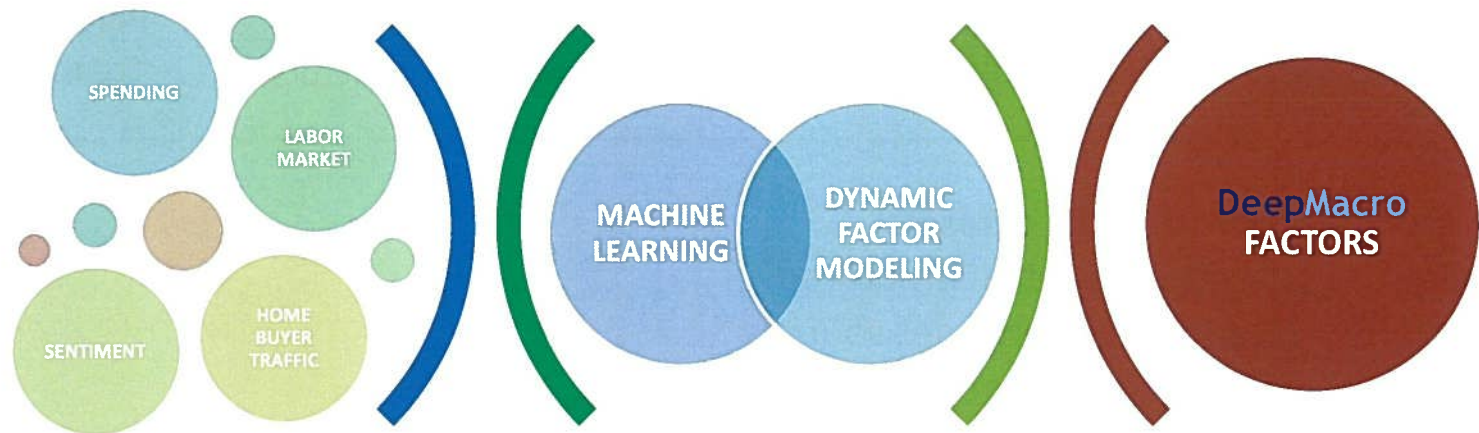 SPENDING
LABOR
MARKET
SENTIMENT
HOME
BUYER
TRAFFIC
MACHINE
LEARNING
DYNAMIC
FACTOR
MODELING
DeepMacro
FACTORS